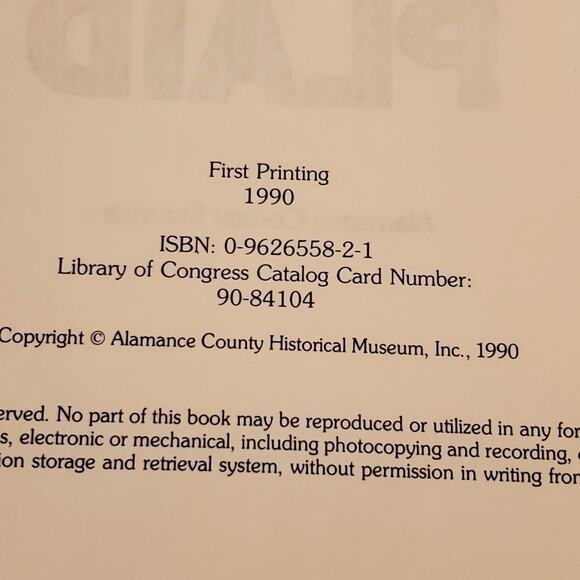 PLAID
First Printing
1990
ISBN: 0-9626558-2-1
Library of Congress Catalog Card Number:
90-84104
Copyright © Alamance County Historical Museum, Inc., 1990
erved. No part of this book may be reproduced or utilized in any for
s, electronic or mechanical, including photocopying and recording,
ion storage and retrieval system, without permission in writing from